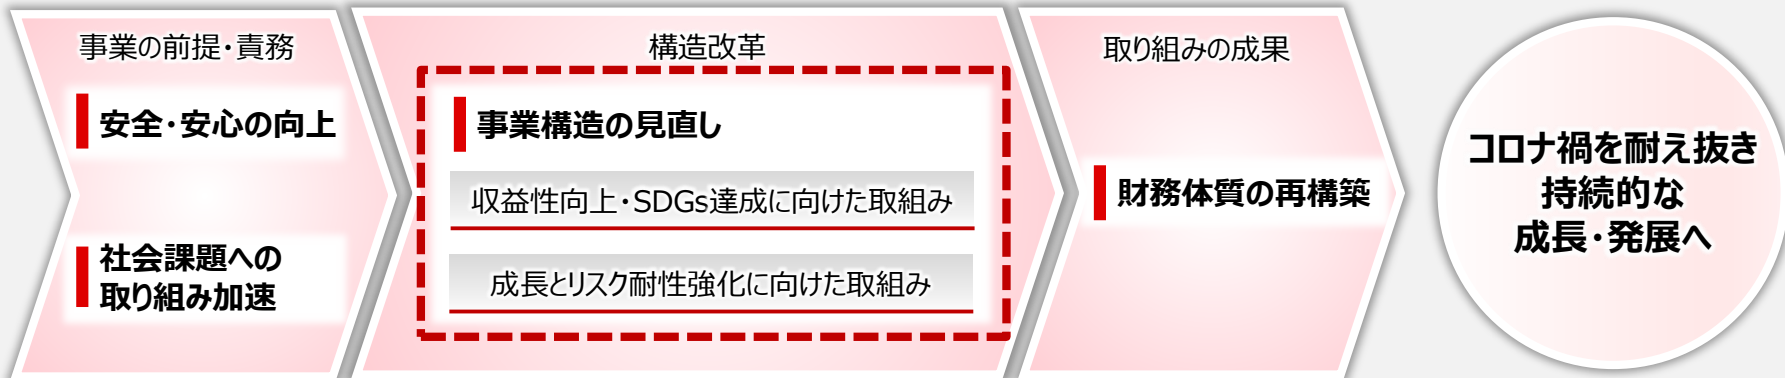 事業の前提・責務
安全・安心の向上
社会課題への
取り組み加速
構造改革
事業構造の見直し
収益性向上・SDGs達成に向けた取組み
成長とリスク耐性強化に向けた取組み
取り組みの成果
財務体質の再構築
コロナ禍を耐え抜き
持続的な
成長・発展へ